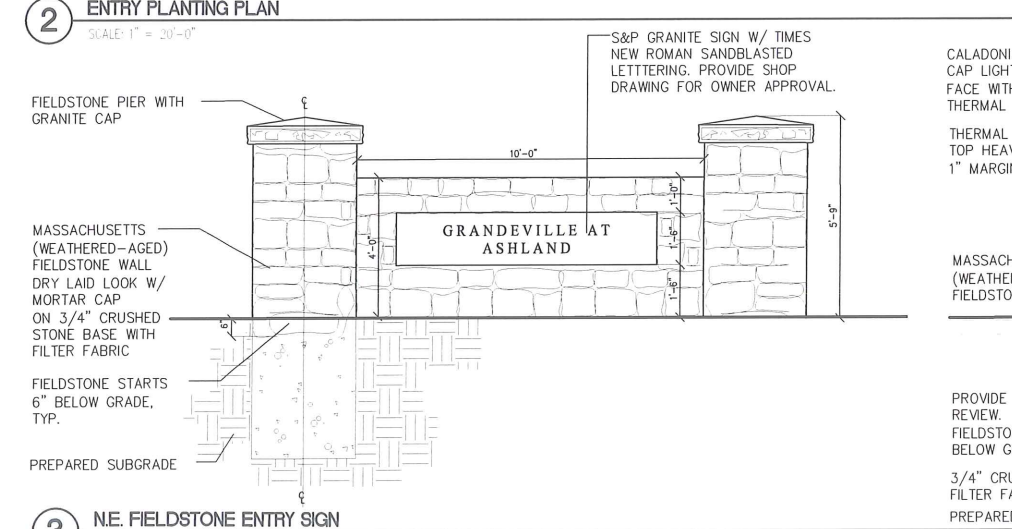 2 ENTRY PLANTING PLAN
SCALE: 1" = 20'-0"
S&P GRANITE SIGN W/ TIMES
NEW ROMAN SANDBLASTED
LETTTERING. PROVIDE SHOP
DRAWING FOR OWNER APPROVAL.
FIELDSTONE PIER WITH
GRANITE CAP
10'-0"
1'-0"
4'-0"
GRANDEVILLE AT
ASHLAND
1'-6"
1'-6"
5'-9"
MASSACHUSETTS
(WEATHERED-AGED)
FIELDSTONE WALL
DRY LAID LOOK W/
MORTAR CAP
ON 3/4" CRUSHED
STONE BASE WITH
FILTER FABRIC
6"
FIELDSTONE STARTS
6" BELOW GRADE,
TYP.
PREPARED SUBGRADE
3 N.E. FIELDSTONE ENTRY SIGN
CALADONI
CAP LIGHT
FACE WITH
THERMAL
THERMAL
TOP HEAV
1" MARGIN
MASSACH
(WEATHER
FIELDSTO
PROVIDE
REVIEW.
FIELDSTO
BELOW G
3/4" CRU
FILTER FA
PREPARED